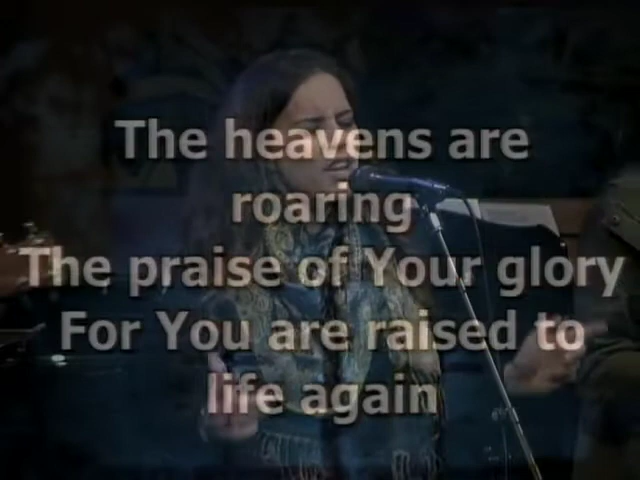 The heavens are
roaring
The praise of Your glory
For You are raised to
life again